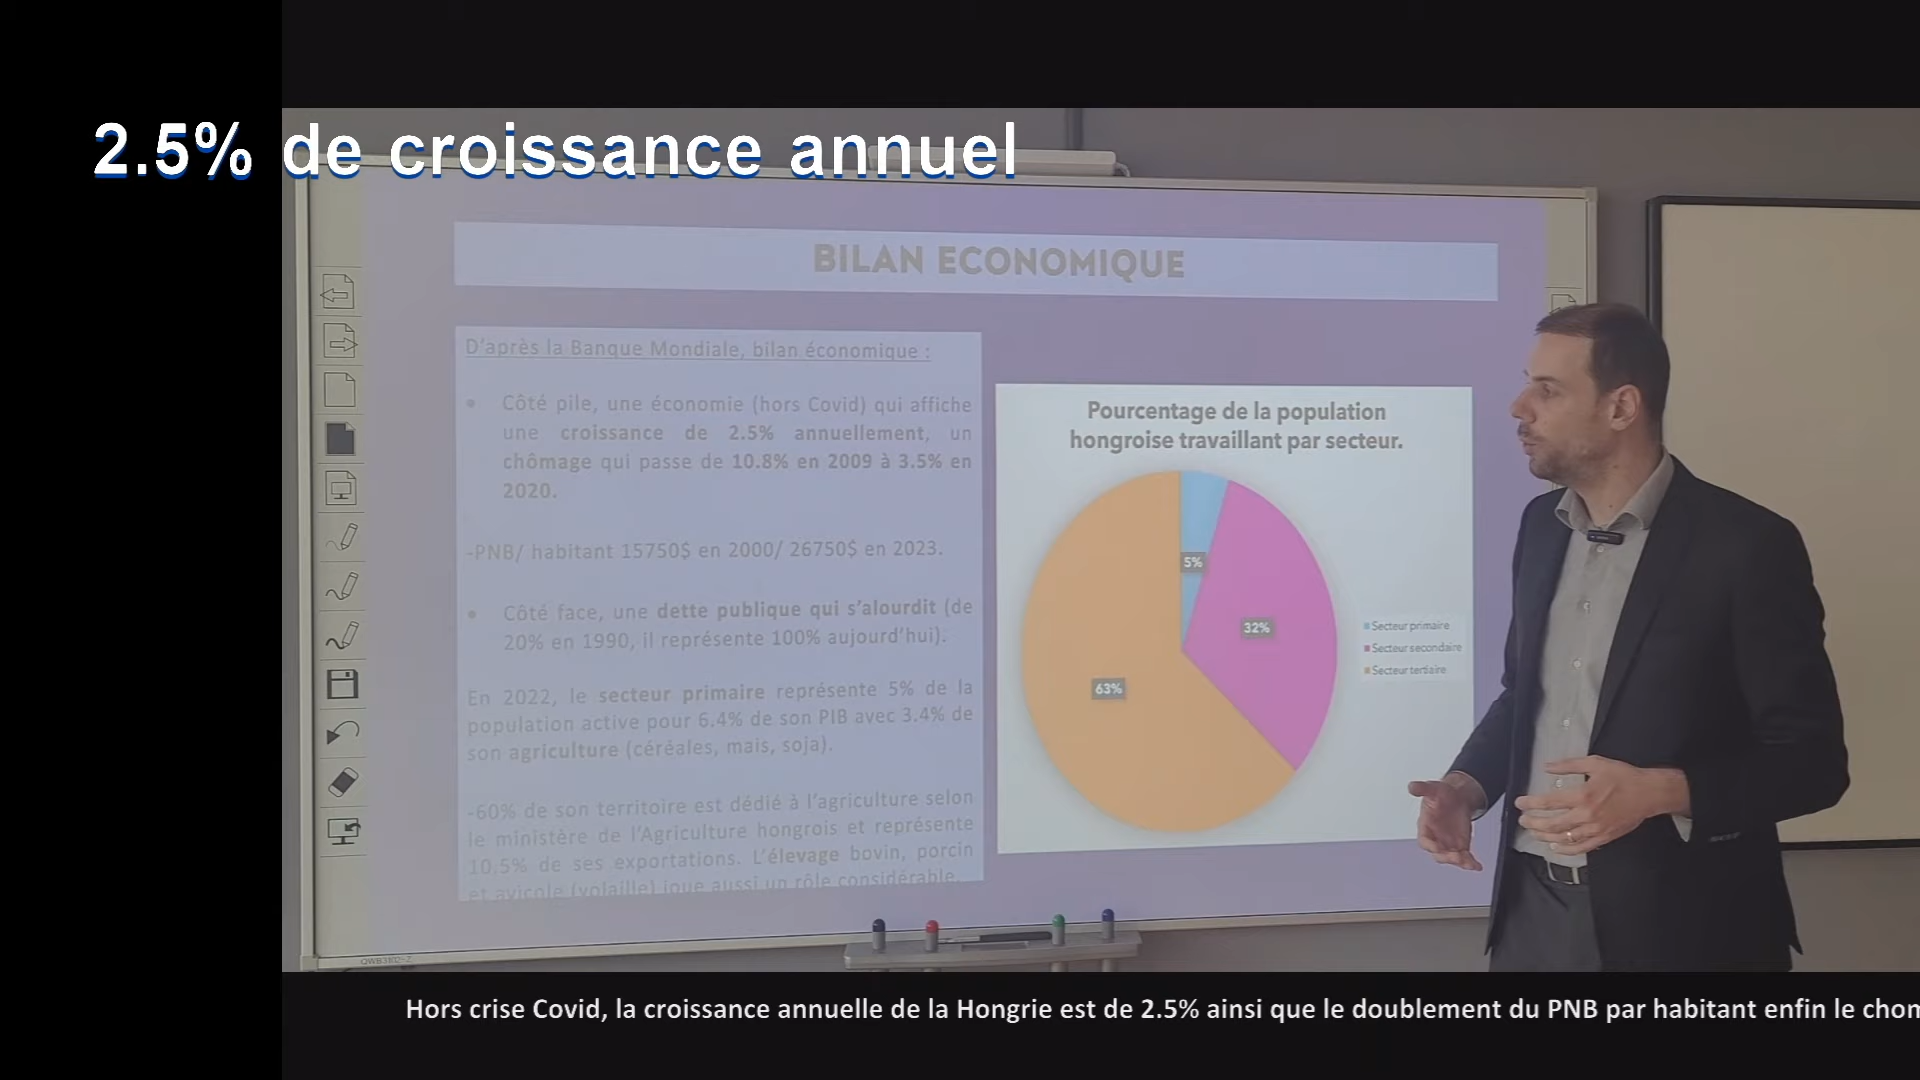 2.5% de croissance annuel
BILAN ECONOMIQUE
D'après la Banque Mondiale, bilan économique :
• Côté pile, une économie (hors Covid) qui affiche
une croissance de 2.5% annuellement, un
chômage qui passe de 10.8% en 2009 à 3.5% en
2020.
-PNB/ habitant 15750$ en 2000/ 26750$ en 2023.
• Côté face, une dette publique qui s'alourdit (de
20% en 1990, il représente 100% aujourd'hui).
En 2022, le secteur primaire représente 5% de la
population active pour 6.4% de son PIB avec 3.4% de
son agriculture (céréales, mais, soja).
-60% de son territoire est dédié à l'agriculture selon
le ministère de l'Agriculture hongrois et représente
10.5% de ses exportations. L'élevage bovin, porcin
et avicole (volaille) joue aussi un rôle considérable.
Pourcentage de la population
hongroise travaillant par secteur.
5%
32%
63%
Secteur primaire
Secteur secondaire
Secteur tertiaire
Hors crise Covid, la croissance annuelle de la Hongrie est de 2.5% ainsi que le doublement du PNB par habitant enfin le chom